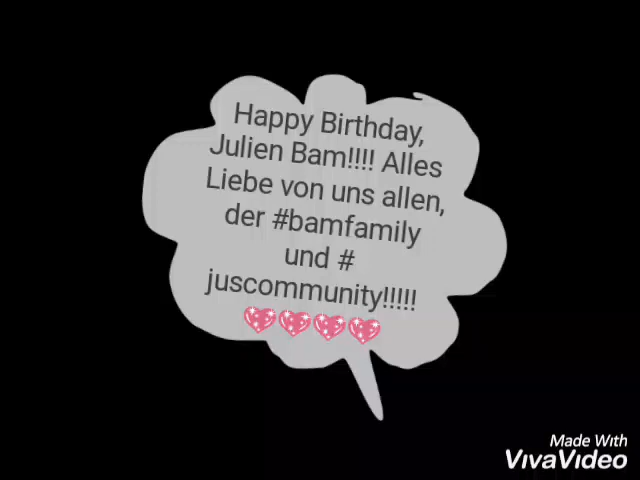 Happy Birthday,
Julien Bam!!!! Alles
Liebe von uns allen,
der #bamfamily
und #
juscommunity!!!!!
💖💖💖💖
Made With
VivaVideo